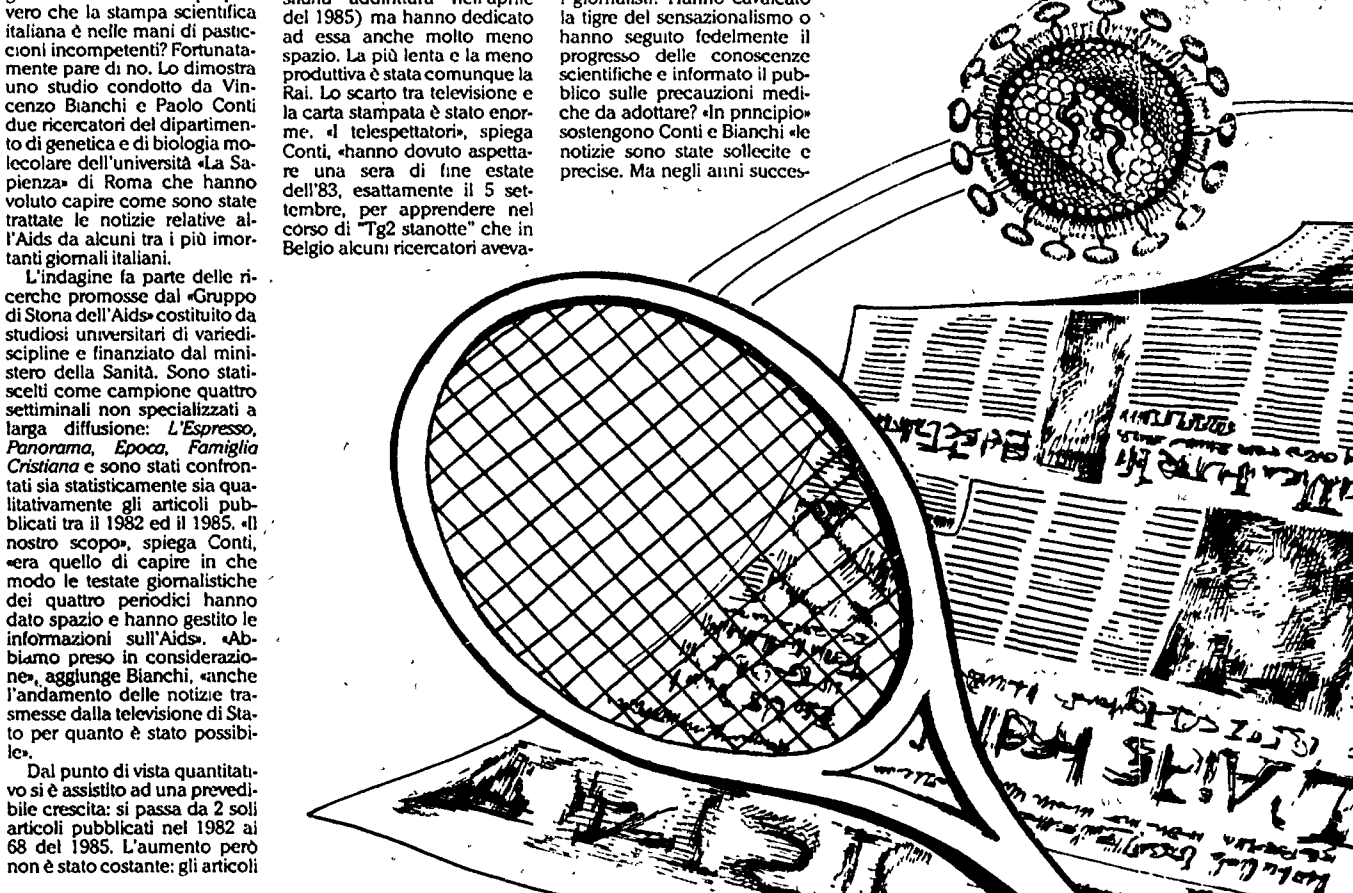 vero che la stampa scientifica
italiana è nelle mani di pastic-
cioni incompetenti? Fortunata-
mente pare di no. Lo dimostra
uno studio condotto da Vin-
cenzo Bianchi e Paolo Conti
due ricercatori del dipartimen-
to di genetica e di biologia mo-
lecolare dell'università «La Sa-
pienza» di Roma che hanno
voluto capire come sono state
trattate le notizie relative al-
l'Aids da alcuni tra i più imor-
tanti giornali italiani.
L'indagine fa parte delle ri-
cerche promosse dal «Gruppo
di Storia dell'Aids» costituito da
studiosi universitari di variedi-
scipline e finanziato dal mini-
stero della Sanità. Sono stati-
scelti come campione quattro
settiminali non specializzati a
larga diffusione: L'Espresso,
Panorama, Epoca, Famiglia
Cristiana e sono stati confron-
tati sia statisticamente sia qua-
litativamente gli articoli pub-
blicati tra il 1982 ed il 1985. «Il
nostro scopo», spiega Conti,
«era quello di capire in che
modo le testate giornalistiche
dei quattro periodici hanno
dato spazio e hanno gestito le
informazioni sull'Aids». «Ab-
biamo preso in considerazio-
ne», aggiunge Bianchi, «anche
l'andamento delle notizie tra-
smesse dalla televisione di Sta-
to per quanto è stato possibi-
le».
Dal punto di vista quantitati-
vo si è assistito ad una prevedi-
bile crescita: si passa da 2 soli
articoli pubblicati nel 1982 ai
68 del 1985. L'aumento però
non è stato costante: gli articoli
addirittura nell'aprile
del 1985) ma hanno dedicato
ad essa anche molto meno
spazio. La più lenta e la meno
produttiva è stata comunque la
Rai. Lo scarto tra televisione e
la carta stampata è stato enor-
me. «I telespettatori», spiega
Conti, «hanno dovuto aspetta-
re una sera di fine estate
dell'83, esattamente il 5 set-
tembre, per apprendere nel
corso di "Tg2 stanotte" che in
Belgio alcuni ricercatori aveva-
i giornalisti. Hanno cavalcato
la tigre del sensazionalismo o
hanno seguito fedelmente il
progresso delle conoscenze
scientifiche e informato il pub-
blico sulle precauzioni medi-
che da adottare? «In principio»
sostengono Conti e Bianchi «le
notizie sono state sollecite e
precise. Ma negli anni succes-